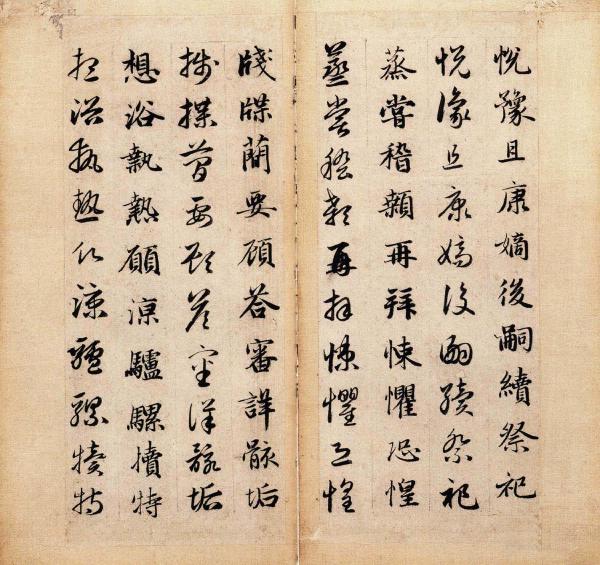 悦豫且康嫡後嗣續祭祀
悦豫且康嫡後嗣續祭祀
蒸嘗稽顙再拜悚懼恐惶
蒸嘗稽顙再拜悚懼恐惶
牋牒簡要顧荅審詳骸垢
牋牒簡要顧荅審詳骸垢
想浴執熱願涼驢騾犢特
想浴執熱願涼驢騾犢特